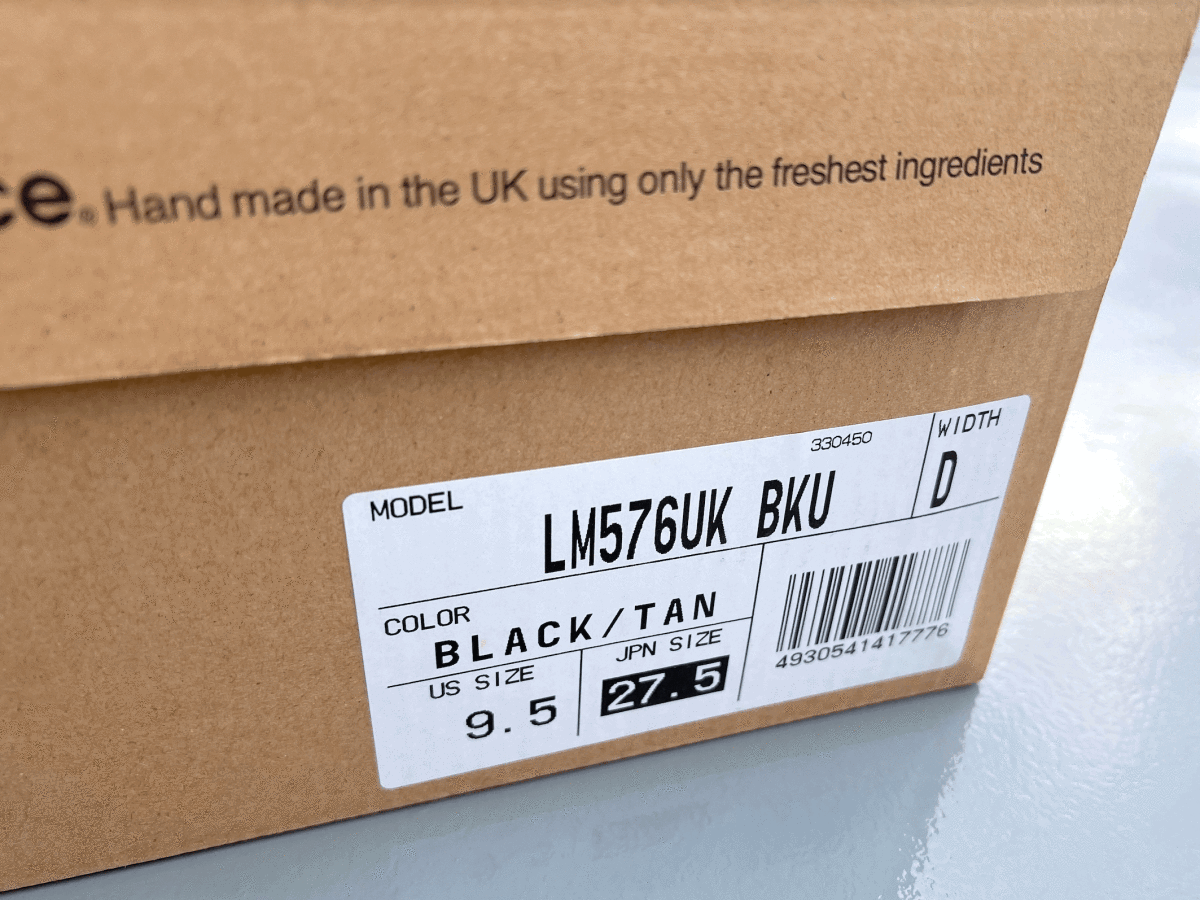 ce® Hand made in the UK using only the freshest ingredients
330450
MODEL
LM576UK BKU
WIDTH
D
COLOR
BLACK/TAN
US SIZE
9.5
JPN SIZE
27.5
4930541417776